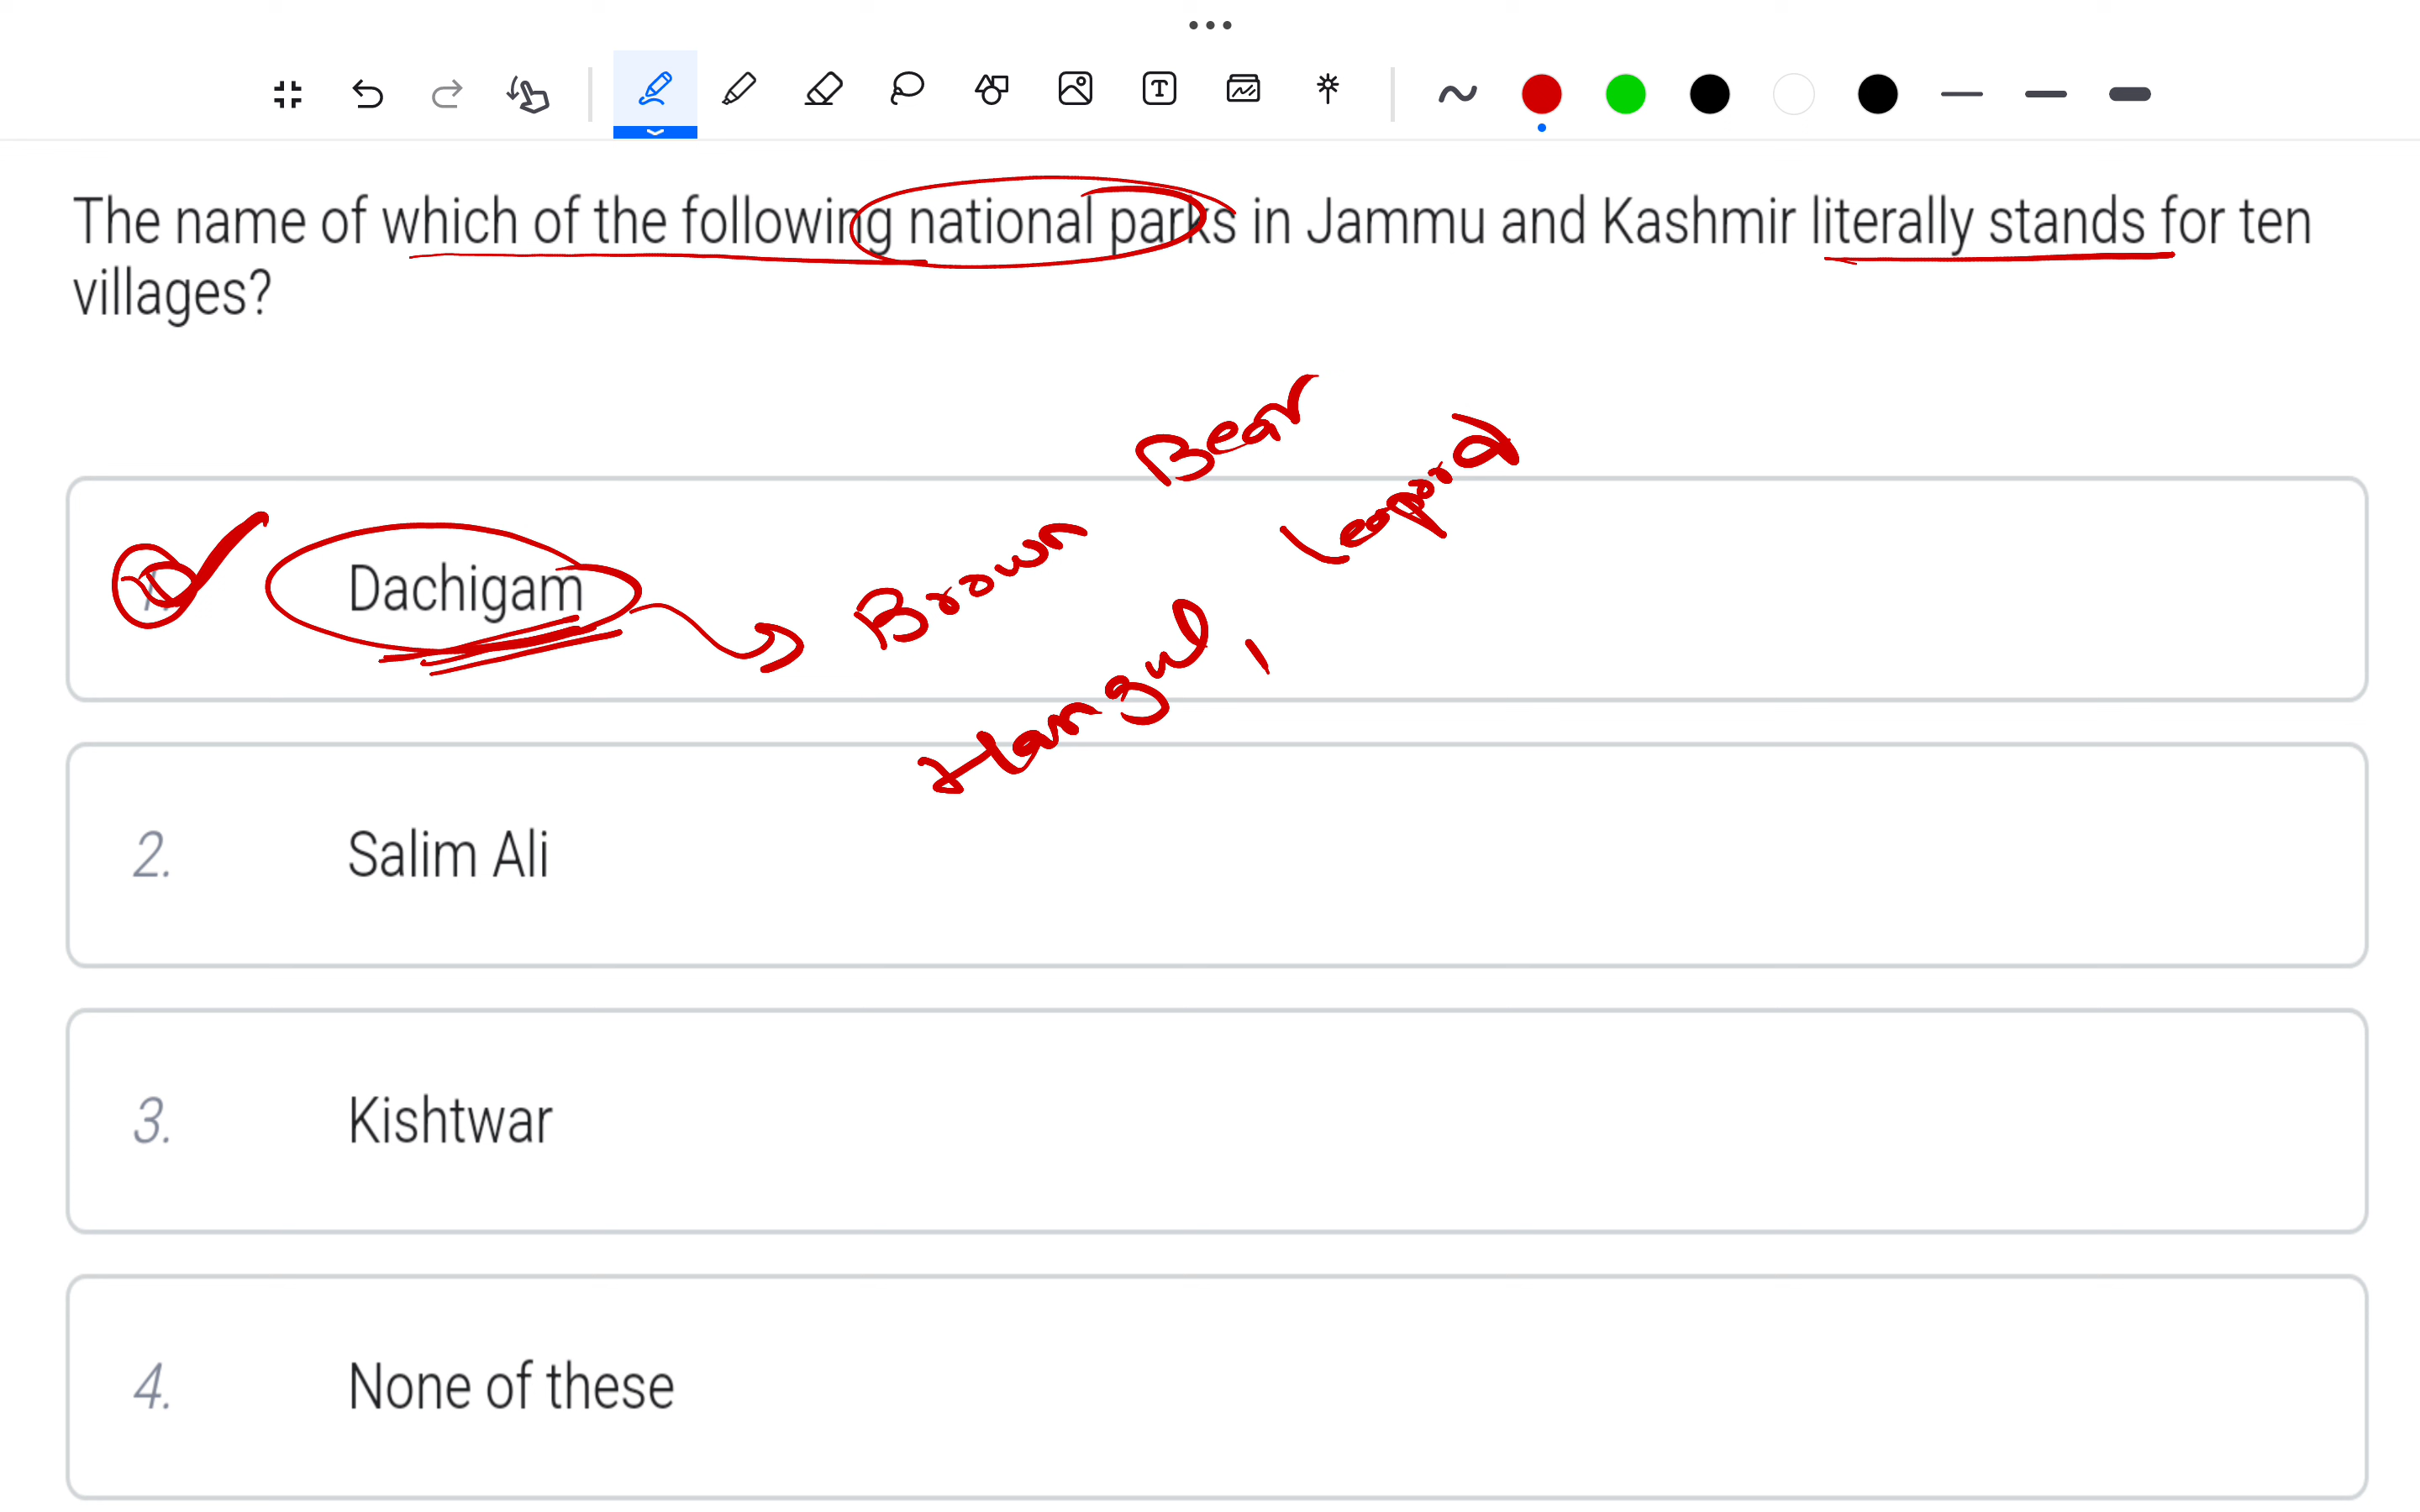 The name of which of the following national parks in Jammu and Kashmir literally stands for ten
villages?
Brown Bear
Leopard
1. Dachigam
Hangul,
2. Salim Ali
3. Kishtwar
4. None of these